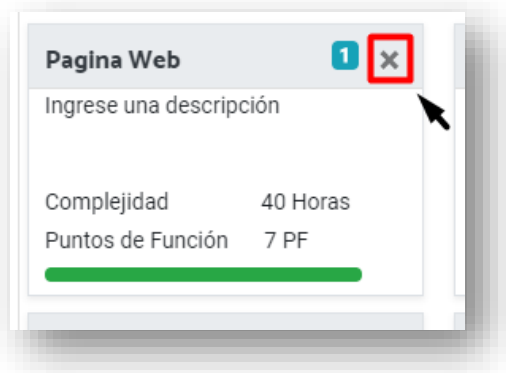 Pagina Web 1 ×
Ingrese una descripción
Complejidad 40 Horas
Puntos de Función 7 PF